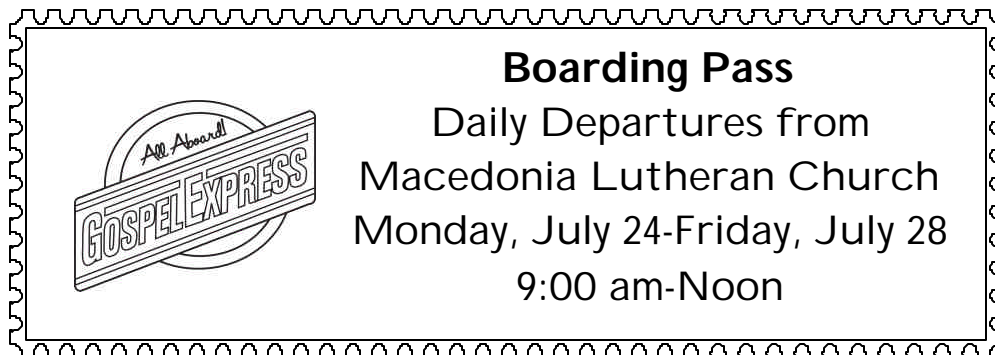 All Aboard!
GOSPEL EXPRESS
Boarding Pass
Daily Departures from
Macedonia Lutheran Church
Monday, July 24-Friday, July 28
9:00 am-Noon